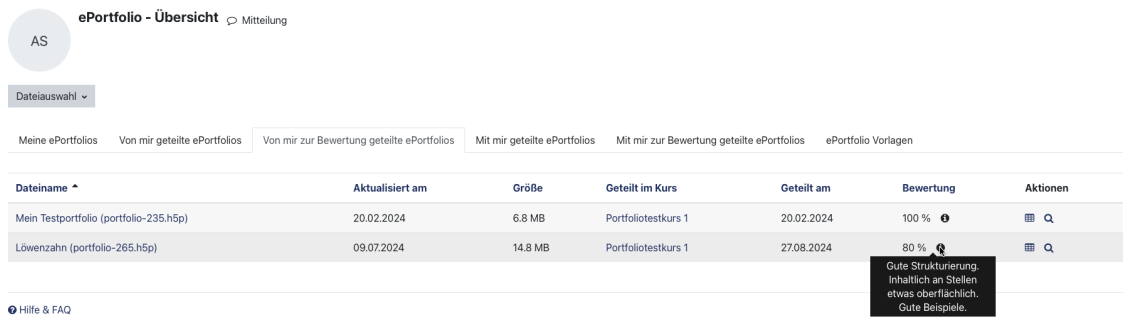 ePortfolio - Übersicht Mitteilung
AS
Dateiauswahl
Meine ePortfolios Von mir geteilte ePortfolios Von mir zur Bewertung geteilte ePortfolios Mit mir geteilte ePortfolios Mit mir zur Bewertung geteilte ePortfolios ePortfolio Vorlagen
Dateiname Aktualisiert am Größe Geteilt im Kurs Geteilt am Bewertung Aktionen
Mein Testportfolio (portfolio-235.h5p) 20.02.2024 6.8 MB Portfoliotestkurs 1 20.02.2024 100 %
Löwenzahn (portfolio-265.h5p) 09.07.2024 14.8 MB Portfoliotestkurs 1 27.08.2024 80 %
Gute Strukturierung.
Inhaltlich an Stellen
etwas oberflächlich.
Gute Beispiele.
Hilfe & FAQ